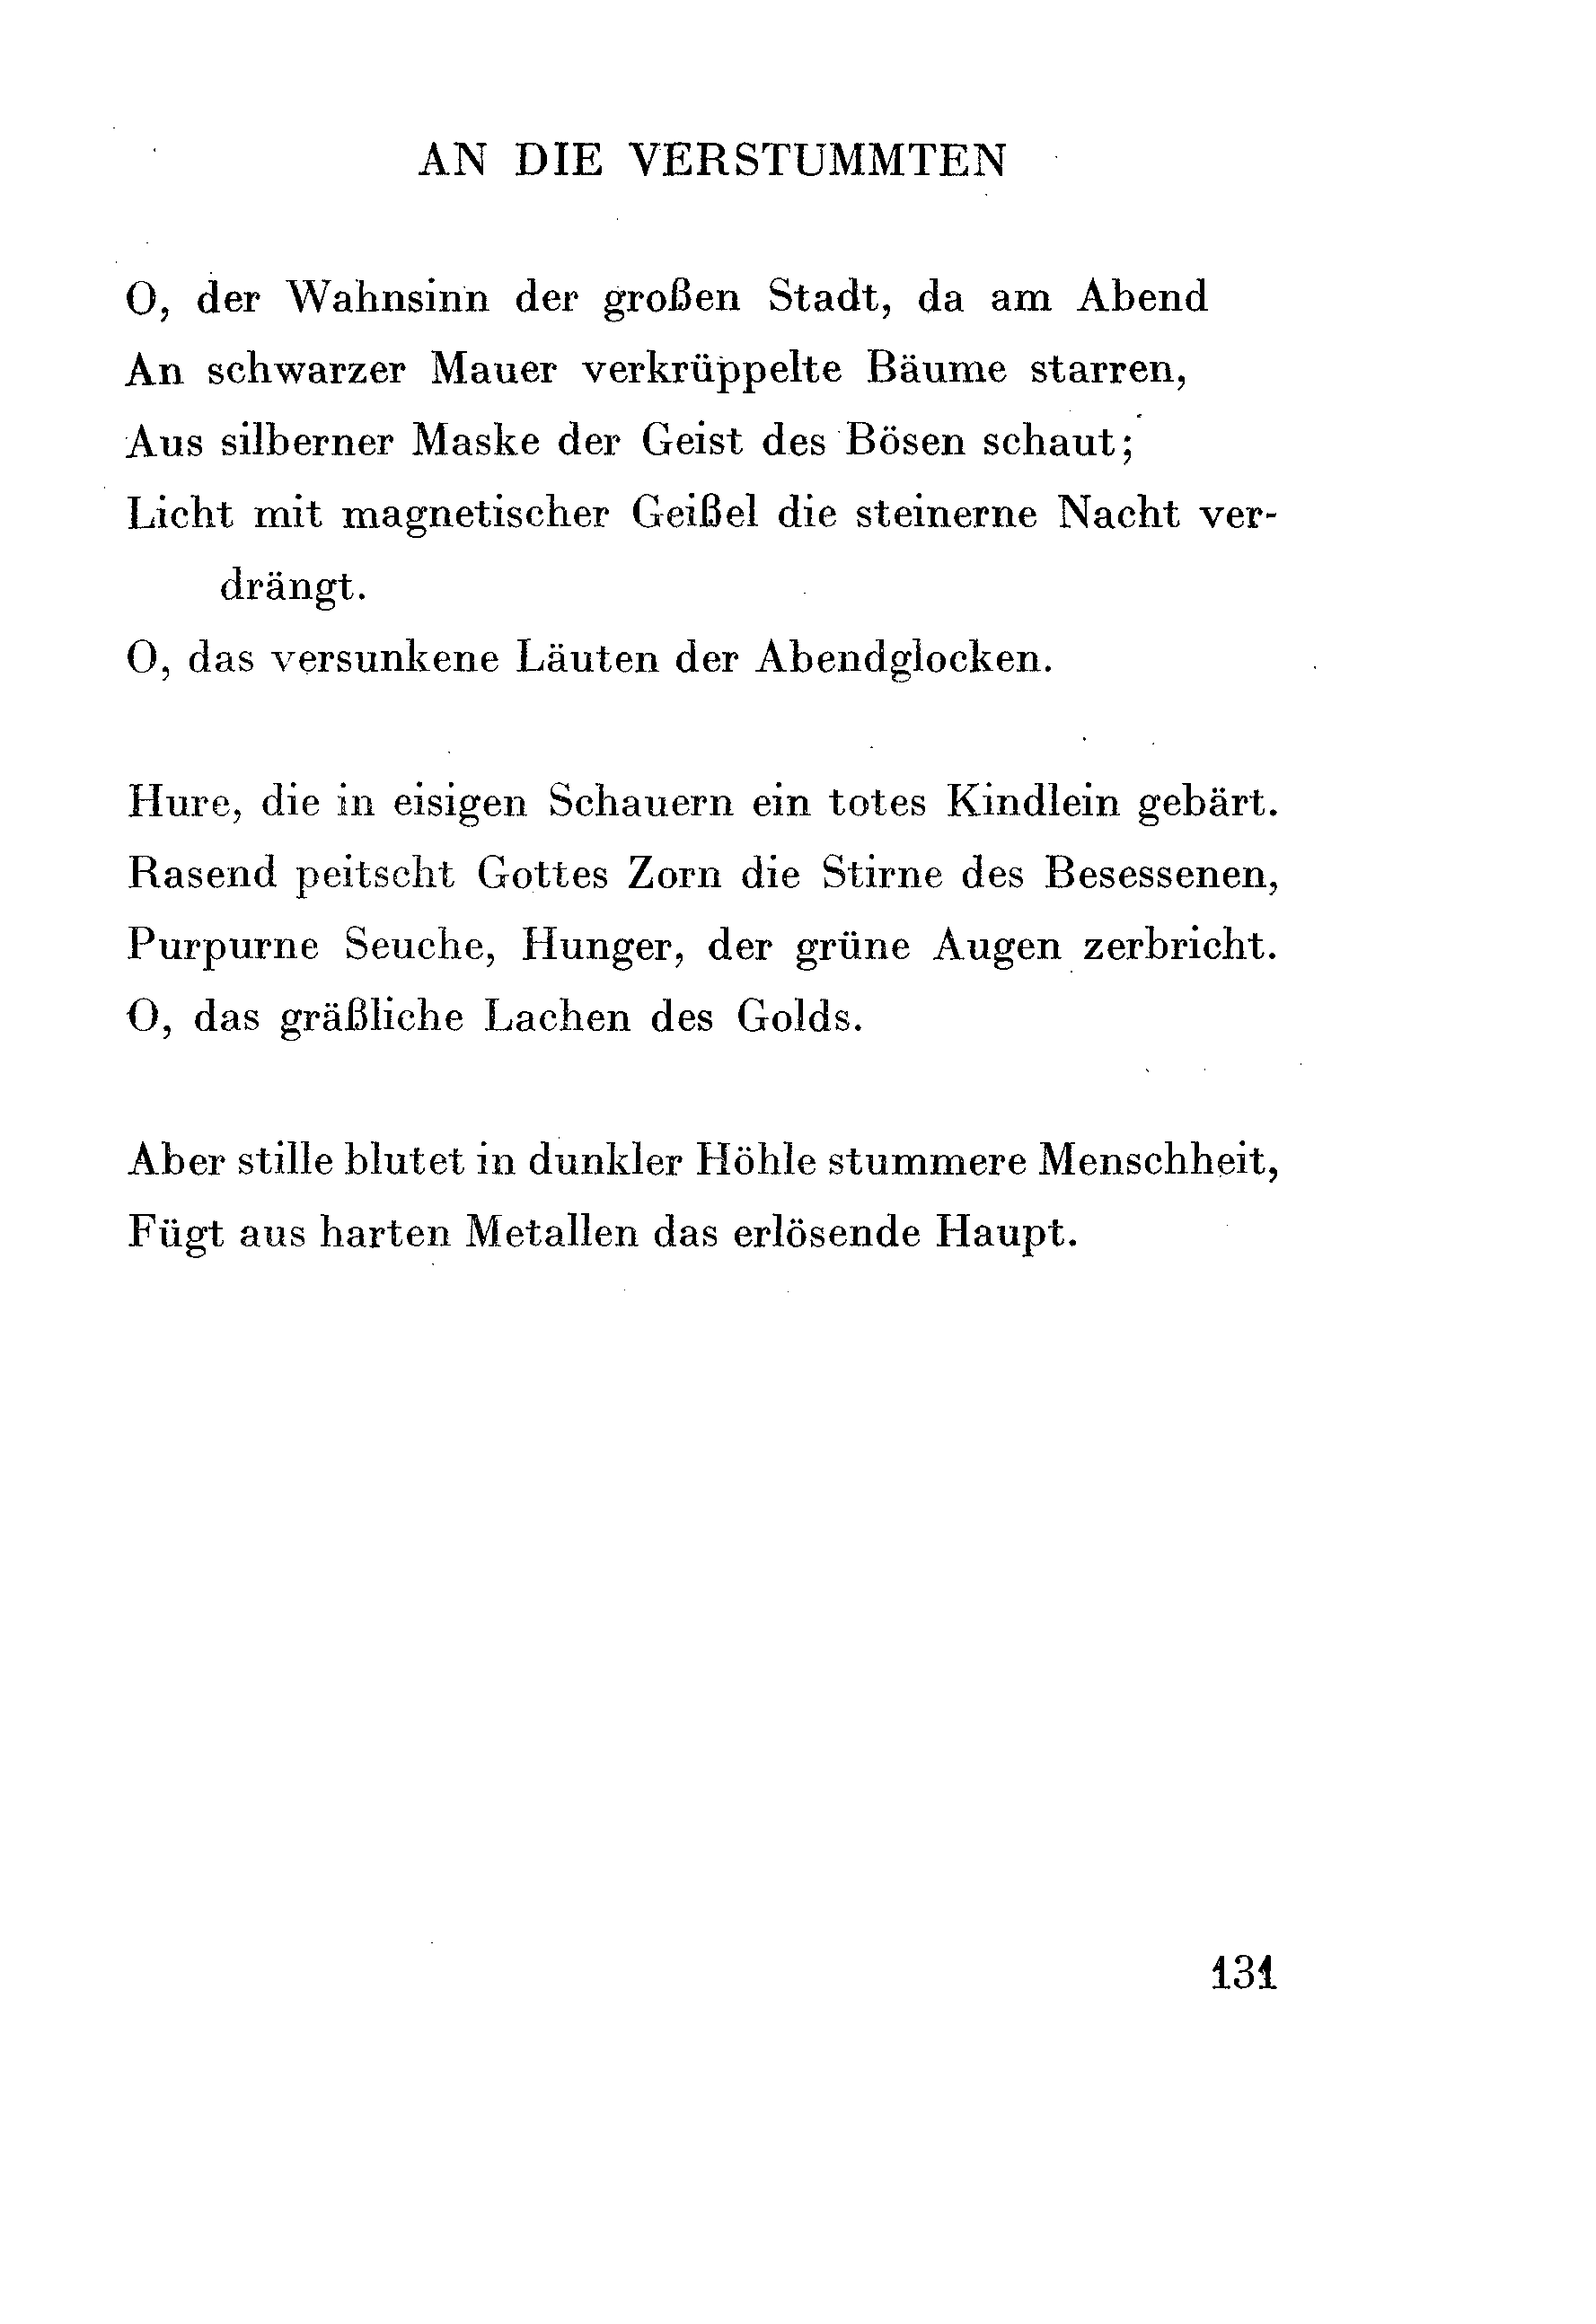 AN DIE VERSTUMMTEN
O, der Wahnsinn der großen Stadt, da am Abend
An schwarzer Mauer verkrüppelte Bäume starren,
Aus silberner Maske der Geist des Bösen schaut;
Licht mit magnetischer Geißel die steinerne Nacht ver-
drängt.
O, das versunkene Läuten der Abendglocken.
Hure, die in eisigen Schauern ein totes Kindlein gebärt.
Rasend peitscht Gottes Zorn die Stirne des Besessenen,
Purpurne Seuche, Hunger, der grüne Augen zerbricht.
O, das gräßliche Lachen des Golds.
Aber stille blutet in dunkler Höhle stummere Menschheit,
Fügt aus harten Metallen das erlösende Haupt.
131